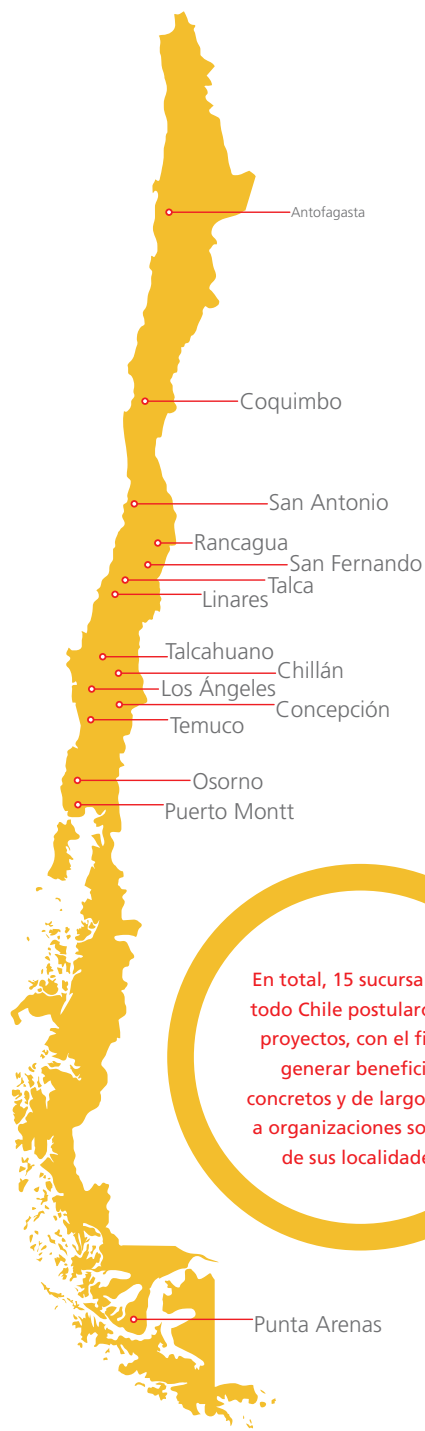 Antofagasta
Coquimbo
San Antonio
Rancagua
San Fernando
Talca
Linares
Talcahuano
Chillán
Los Ángeles
Concepción
Temuco
Osorno
Puerto Montt
En total, 15 sucursa
todo Chile postularo
proyectos, con el fi
generar benefici
concretos y de largo
a organizaciones so
de sus localidade
Punta Arenas